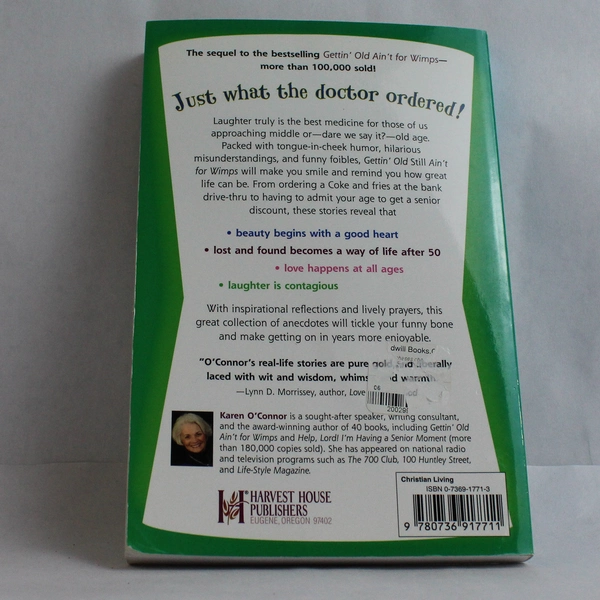 The sequel to the bestselling Gettin' Old Ain't for Wimps—
more than 100,000 sold!
Just what the doctor ordered!
Laughter truly is the best medicine for those of us
approaching middle or—dare we say it?—old age.
Packed with tongue-in-cheek humor, hilarious
misunderstandings, and funny foibles, Gettin' Old Still Ain't
for Wimps will make you smile and remind you how great
life can be. From ordering a Coke and fries at the bank
drive-thru to having to admit your age to get a senior
discount, these stories reveal that
• beauty begins with a good heart
• lost and found becomes a way of life after 50
• love happens at all ages
• laughter is contagious
With inspirational reflections and lively prayers, this
great collection of anecdotes will tickle your funny bone
and make getting on in years more enjoyable.
dwill Books.
"O'Connor's real-life stories are pure gold and liberally
laced with wit and wisdom, and warmth.
—Lynn D. Morrissey, author, Love
Karen O'Connor is a sought-after speaker, writing consultant,
and the award-winning author of 40 books, including Gettin' Old
Ain't for Wimps and Help, Lord! I'm Having a Senior Moment (more
than 180,000 copies sold). She has appeared on national radio
and television programs such as The 700 Club, 100 Huntley Street,
and Life-Style Magazine.
HARVEST HOUSE
PUBLISHERS
EUGENE, OREGON 97402
Christian Living
ISBN 0-7369-1771-3
9 780736 917711